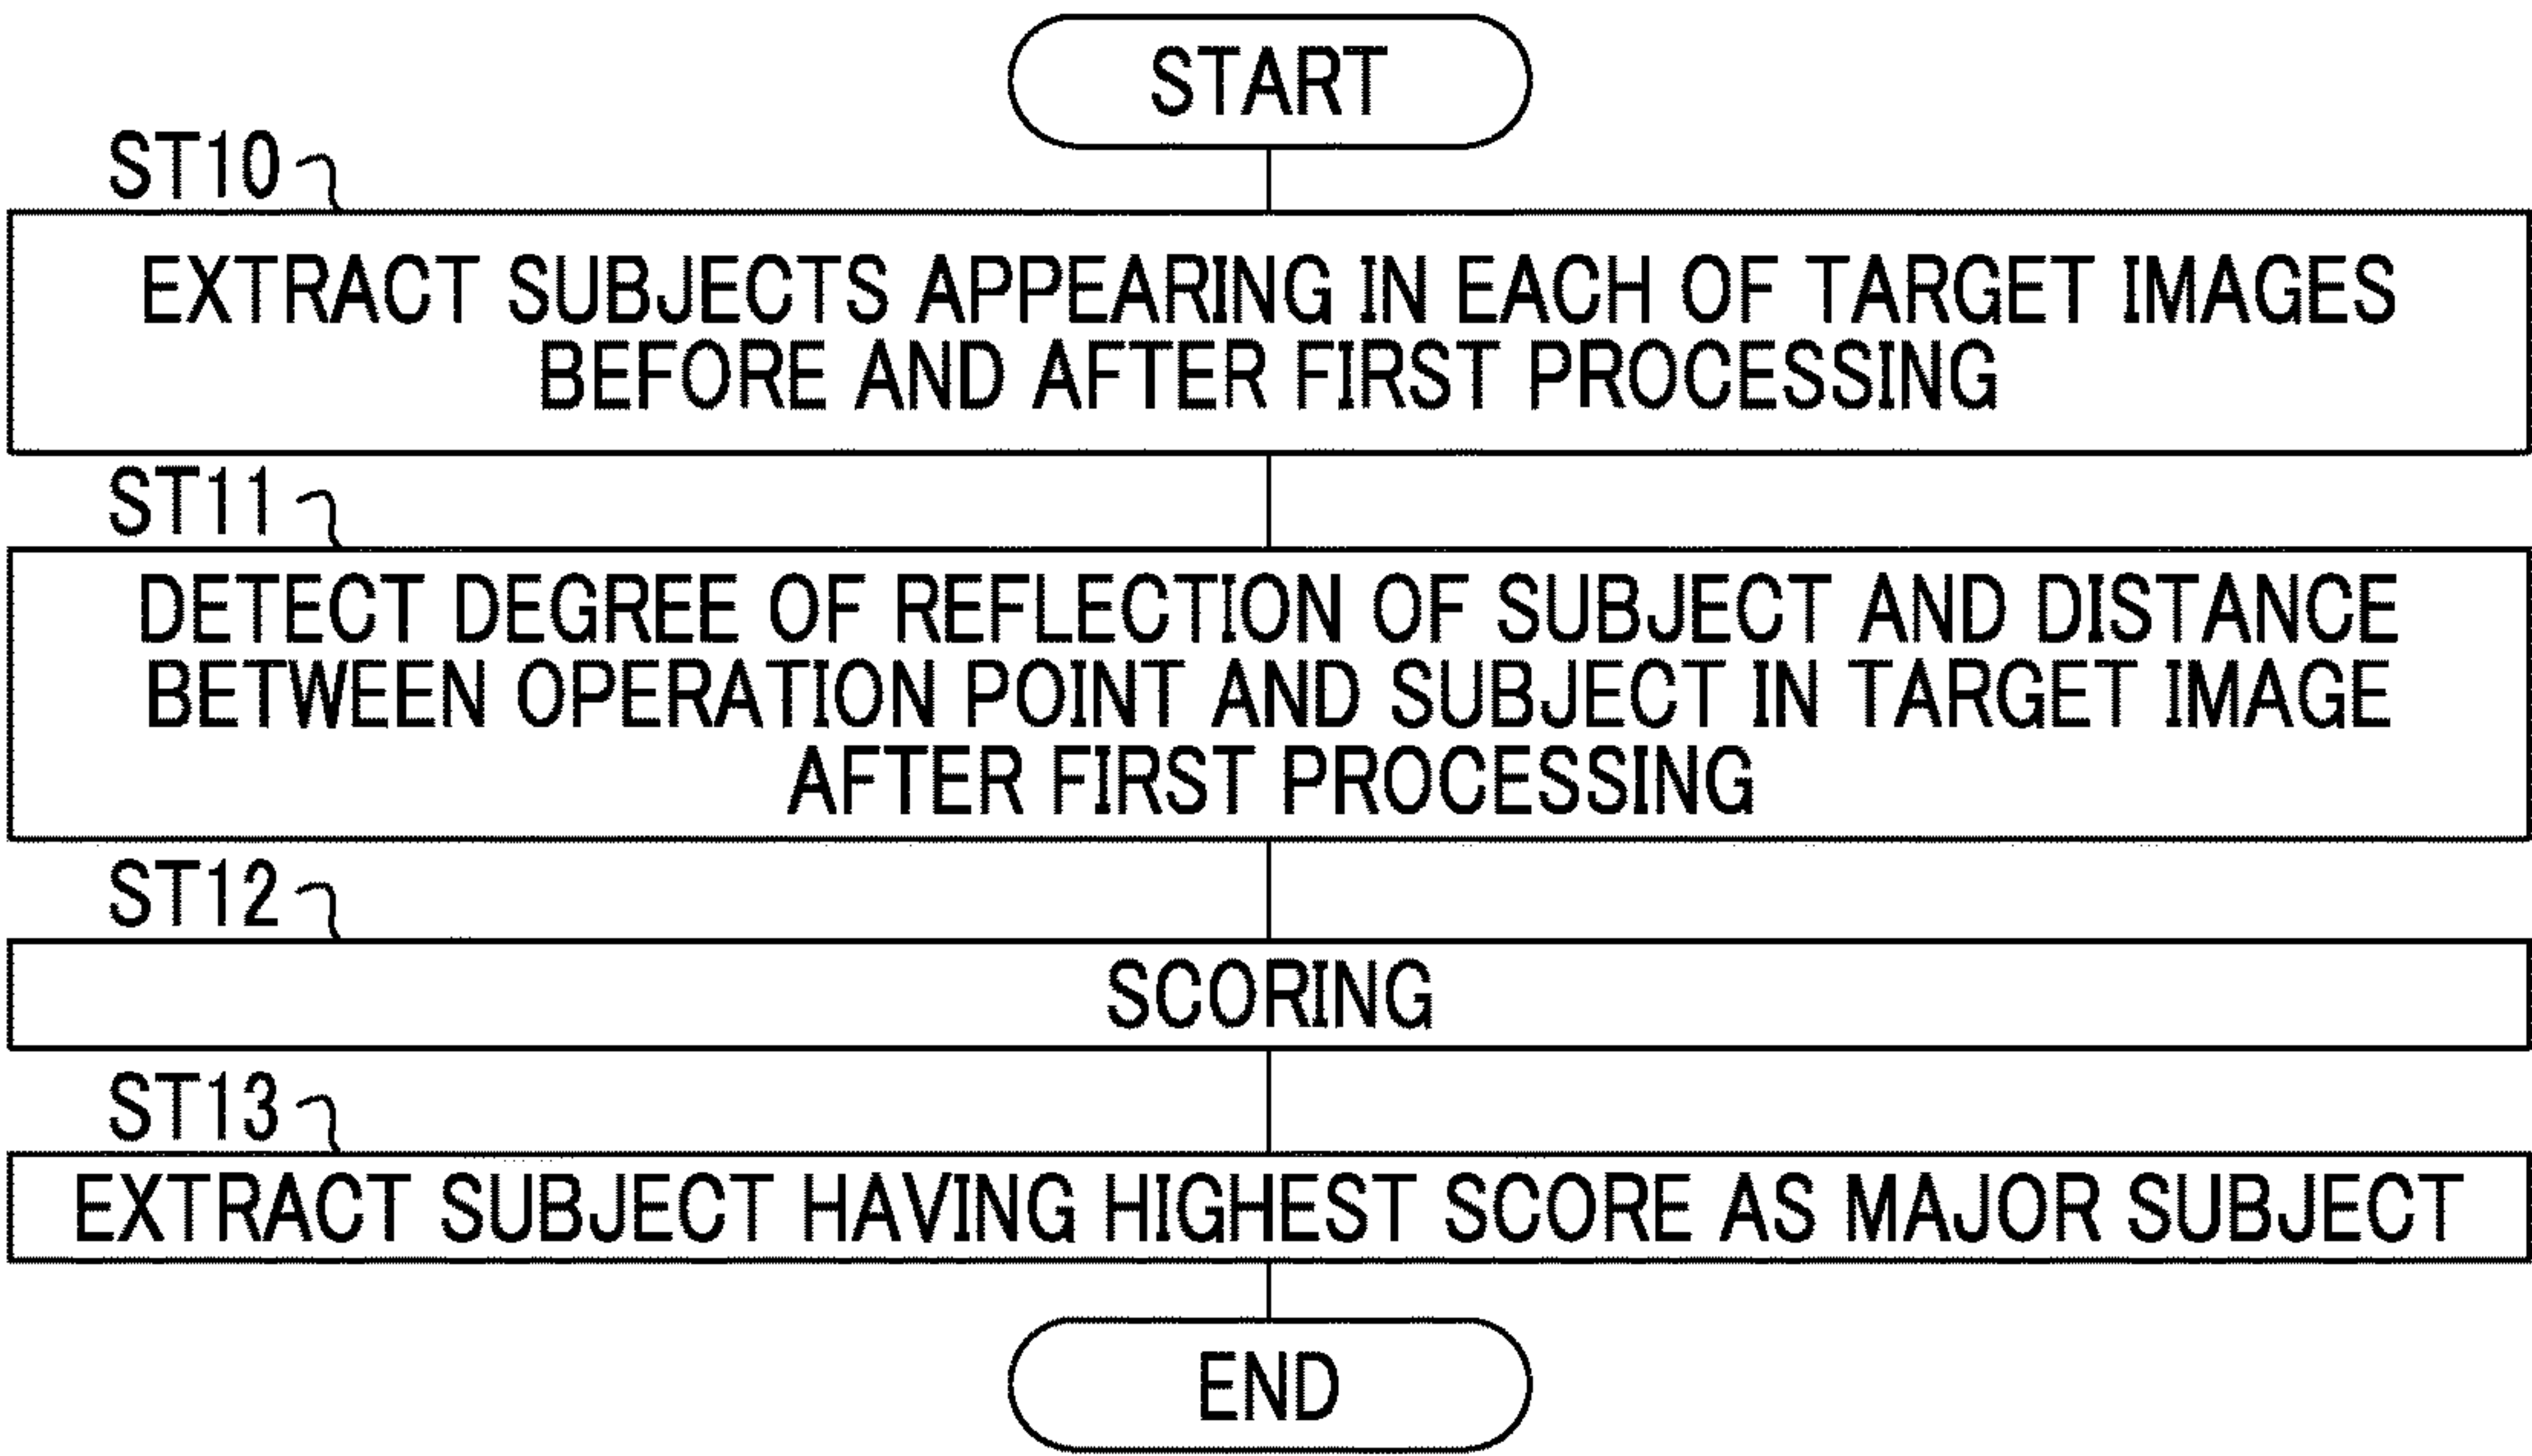 START
ST10
EXTRACT SUBJECTS APPEARING IN EACH OF TARGET IMAGES
BEFORE AND AFTER FIRST PROCESSING
ST11
DETECT DEGREE OF REFLECTION OF SUBJECT AND DISTANCE
BETWEEN OPERATION POINT AND SUBJECT IN TARGET IMAGE
AFTER FIRST PROCESSING
ST12
SCORING
ST13
EXTRACT SUBJECT HAVING HIGHEST SCORE AS MAJOR SUBJECT
END